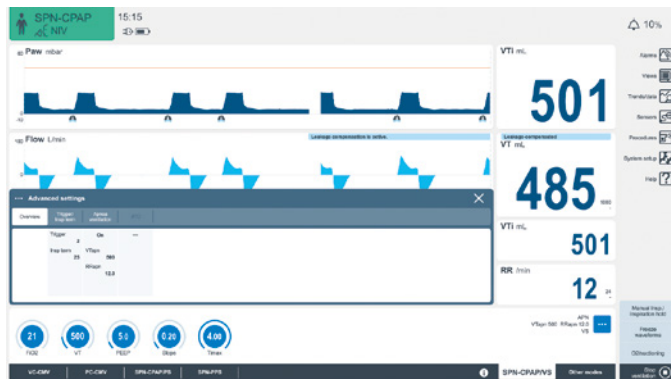 SPN-CPAP
NIV
15:15
10%
Paw mbar
VTi mL
501
Alarms
Views
Trends/data
Sensors
Procedures
System setup
Help
Flow L/min
Leakage compensation is active.
Leakage compensated
VT mL
485
Advanced settings
Overview
Trigger
Insp term
Apnea
ventilation
Trigger
2
On
Insp term
25
VTapn
500
RRapn
12.0
VTi mL
501
RR /min
12
21
FiO2
500
VT
5.0
PEEP
0.20
Slope
4.00
Tmax
APN
VTapn 500 RRapn 12.0
VS
Manual insp./
Inspiration hold
Freeze
waveforms
O2/suctioning
VC-CMV
PC-CMV
SPN-CPAP/PS
SPN-PPS
SPN-CPAP/VS
Other modes
Stop
ventilation